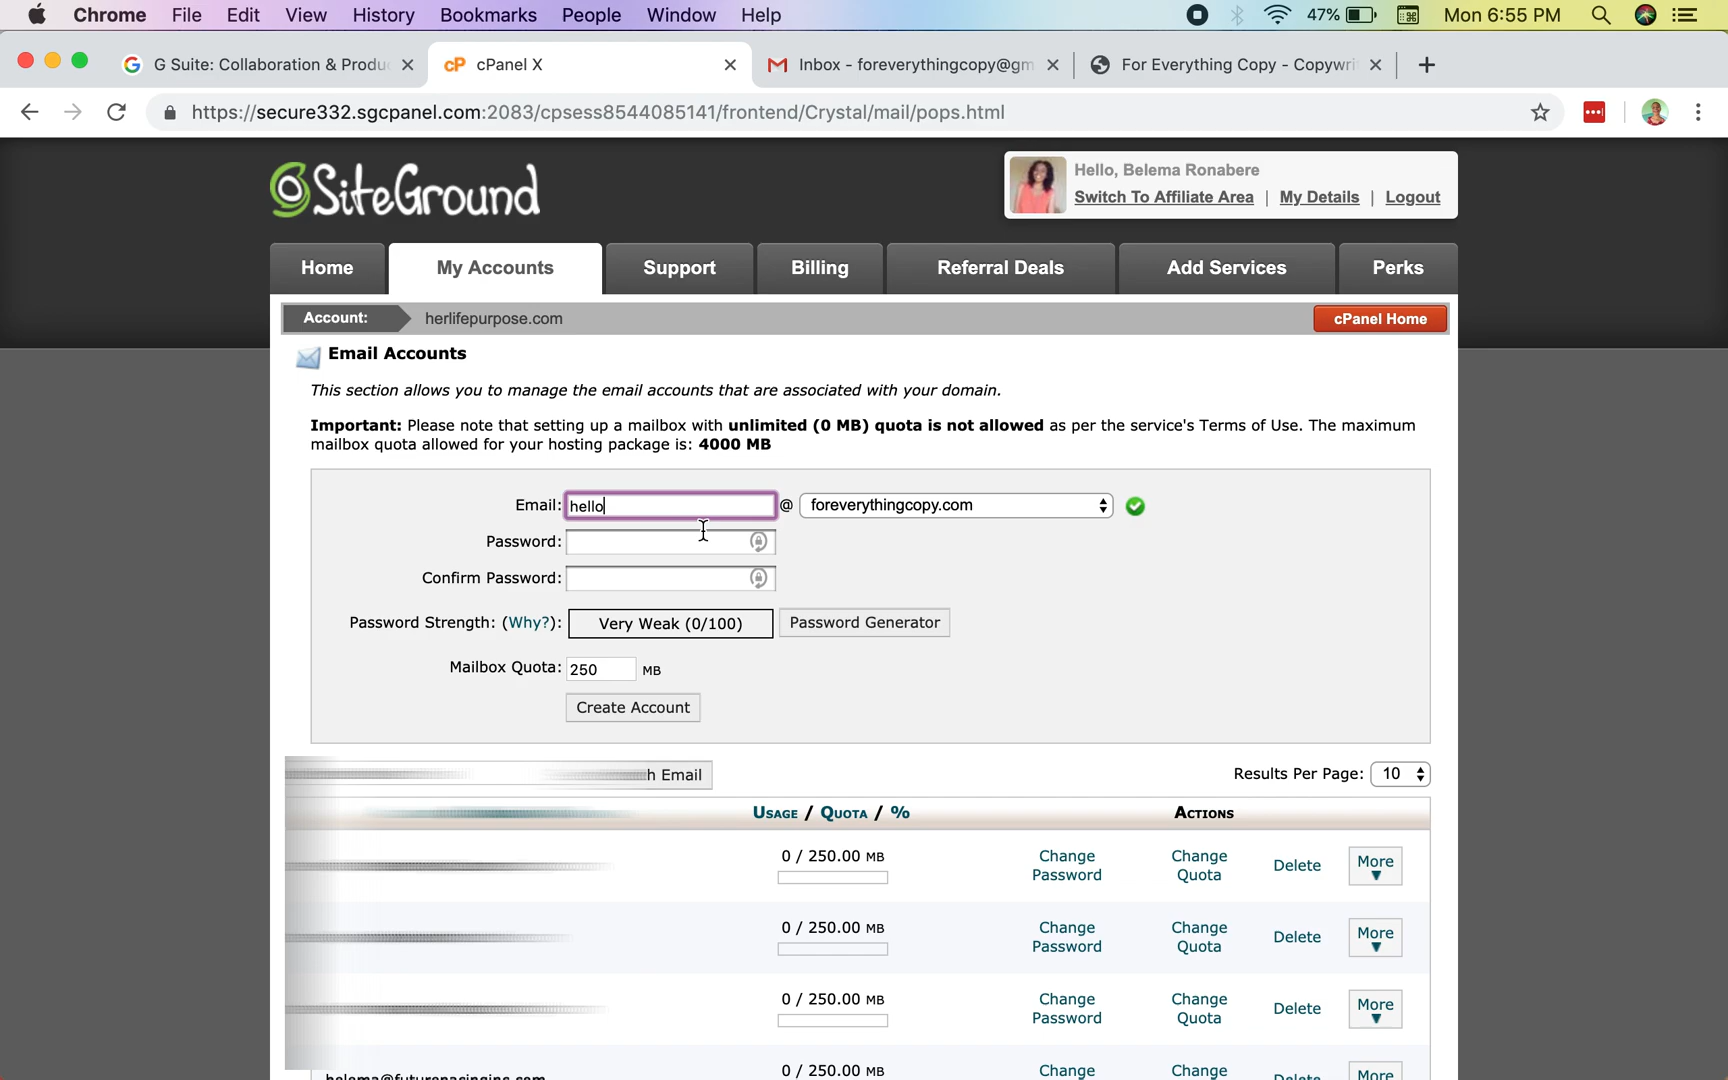 Chrome File Edit View History Bookmarks People Window Help 47% Mon 6:55 PM
G Suite: Collaboration & Produ
cPanel X
Inbox - foreverythingcopy@gm
For Everything Copy - Copywri
https://secure332.sgcpanel.com:2083/cpsess8544085141/frontend/Crystal/mail/pops.html
SiteGround
Hello, Belema Ronabere
Switch To Affiliate Area | My Details | Logout
Home My Accounts Support Billing Referral Deals Add Services Perks
Account: herlifepurpose.com cPanel Home
Email Accounts
This section allows you to manage the email accounts that are associated with your domain.
Important: Please note that setting up a mailbox with unlimited (0 MB) quota is not allowed as per the service's Terms of Use. The maximum
mailbox quota allowed for your hosting package is: 4000 MB
Email: hello @ foreverythingcopy.com
Password:
Confirm Password:
Password Strength: (Why?): Very Weak (0/100) Password Generator
Mailbox Quota: 250 MB
Create Account
h Email Results Per Page: 10
Usage / Quota / % Actions
0 / 250.00 MB Change Password Change Quota Delete More
0 / 250.00 MB Change Password Change Quota Delete More
0 / 250.00 MB Change Password Change Quota Delete More
0 / 250.00 MB Change Change Delete More